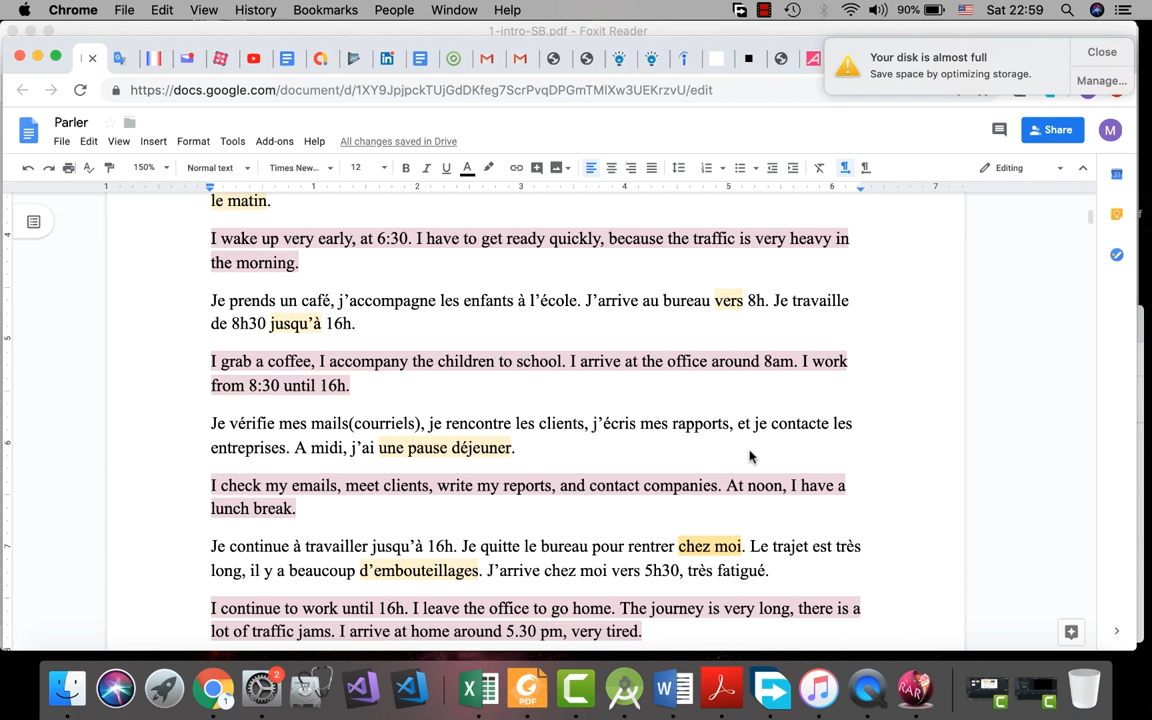 Chrome File Edit View History Bookmarks People Window Help 90% Sat 22:59
1-intro-SB.pdf - Foxit Reader
Your disk is almost full
Save space by optimizing storage.
Close
Manage...
https://docs.google.com/document/d/1XY9JpjpckTUjGdDKfeg7ScrPvqDPGmTMlXw3UEKrzvU/edit
Parler
File Edit View Insert Format Tools Add-ons Help All changes saved in Drive
Share M
150% Normal text Times New... 12 B I U A Editing
1 1 2 3 4 5 6 7
le matin.
I wake up very early, at 6:30. I have to get ready quickly, because the traffic is very heavy in
the morning.
Je prends un café, j’accompagne les enfants à l’école. J’arrive au bureau vers 8h. Je travaille
de 8h30 jusqu’à 16h.
I grab a coffee, I accompany the children to school. I arrive at the office around 8am. I work
from 8:30 until 16h.
Je vérifie mes mails(courriels), je rencontre les clients, j’écris mes rapports, et je contacte les
entreprises. A midi, j’ai une pause déjeuner.
I check my emails, meet clients, write my reports, and contact companies. At noon, I have a
lunch break.
Je continue à travailler jusqu’à 16h. Je quitte le bureau pour rentrer chez moi. Le trajet est très
long, il y a beaucoup d’embouteillages. J’arrive chez moi vers 5h30, très fatigué.
I continue to work until 16h. I leave the office to go home. The journey is very long, there is a
lot of traffic jams. I arrive at home around 5.30 pm, very tired.